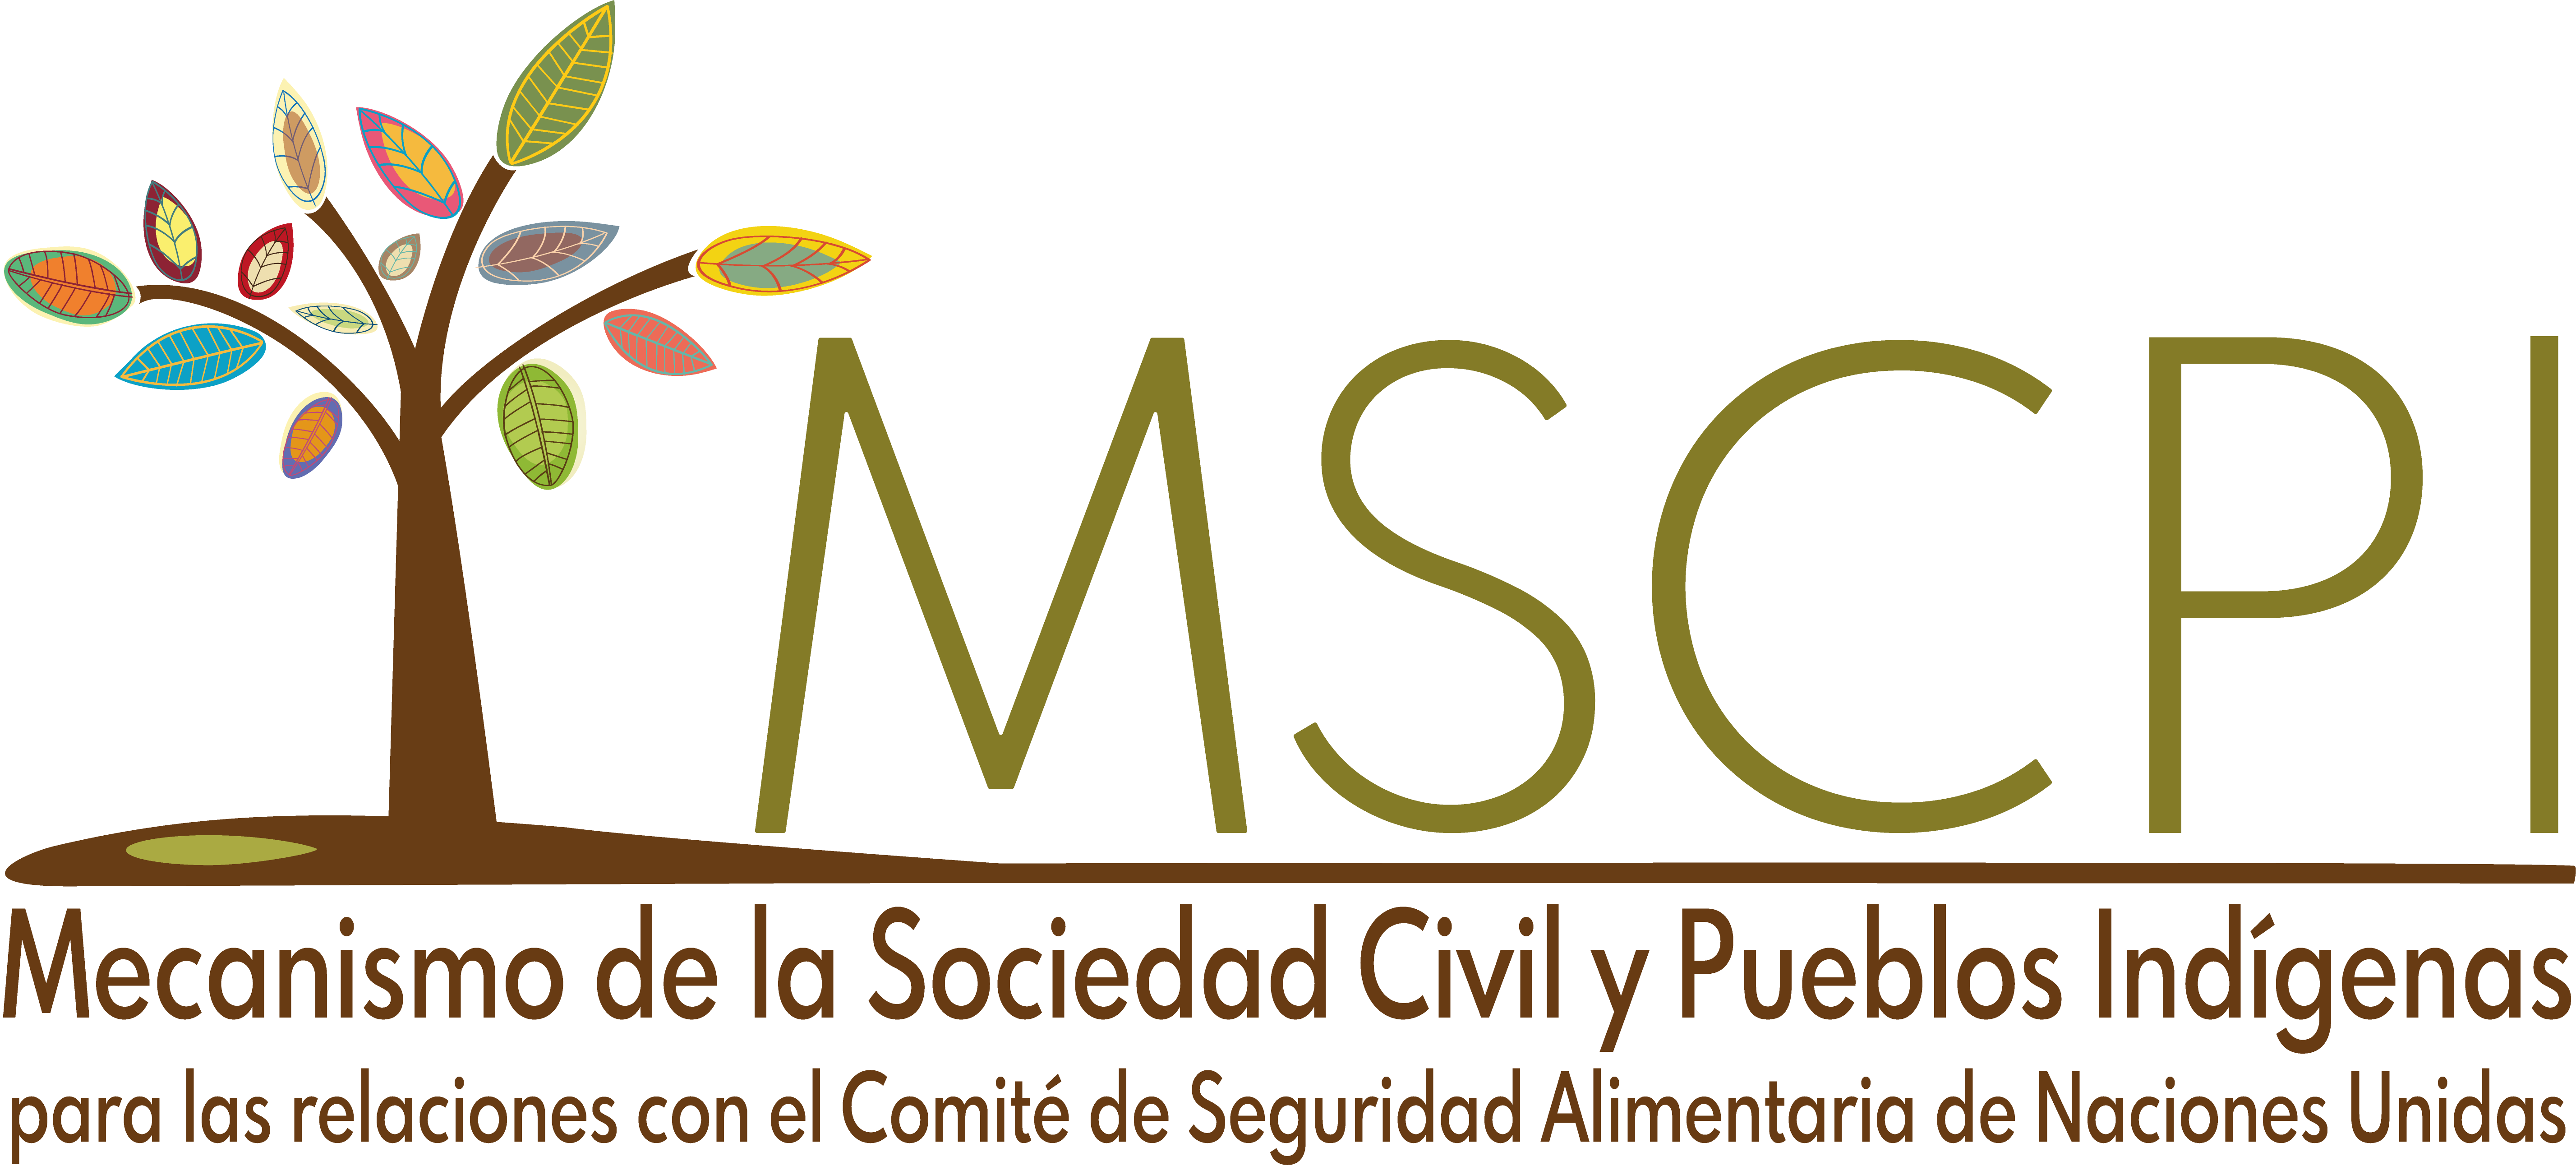 MSCPI
Mecanismo de la Sociedad Civil y Pueblos Indígenas
para las relaciones con el Comité de Seguridad Alimentaria de Naciones Unidas